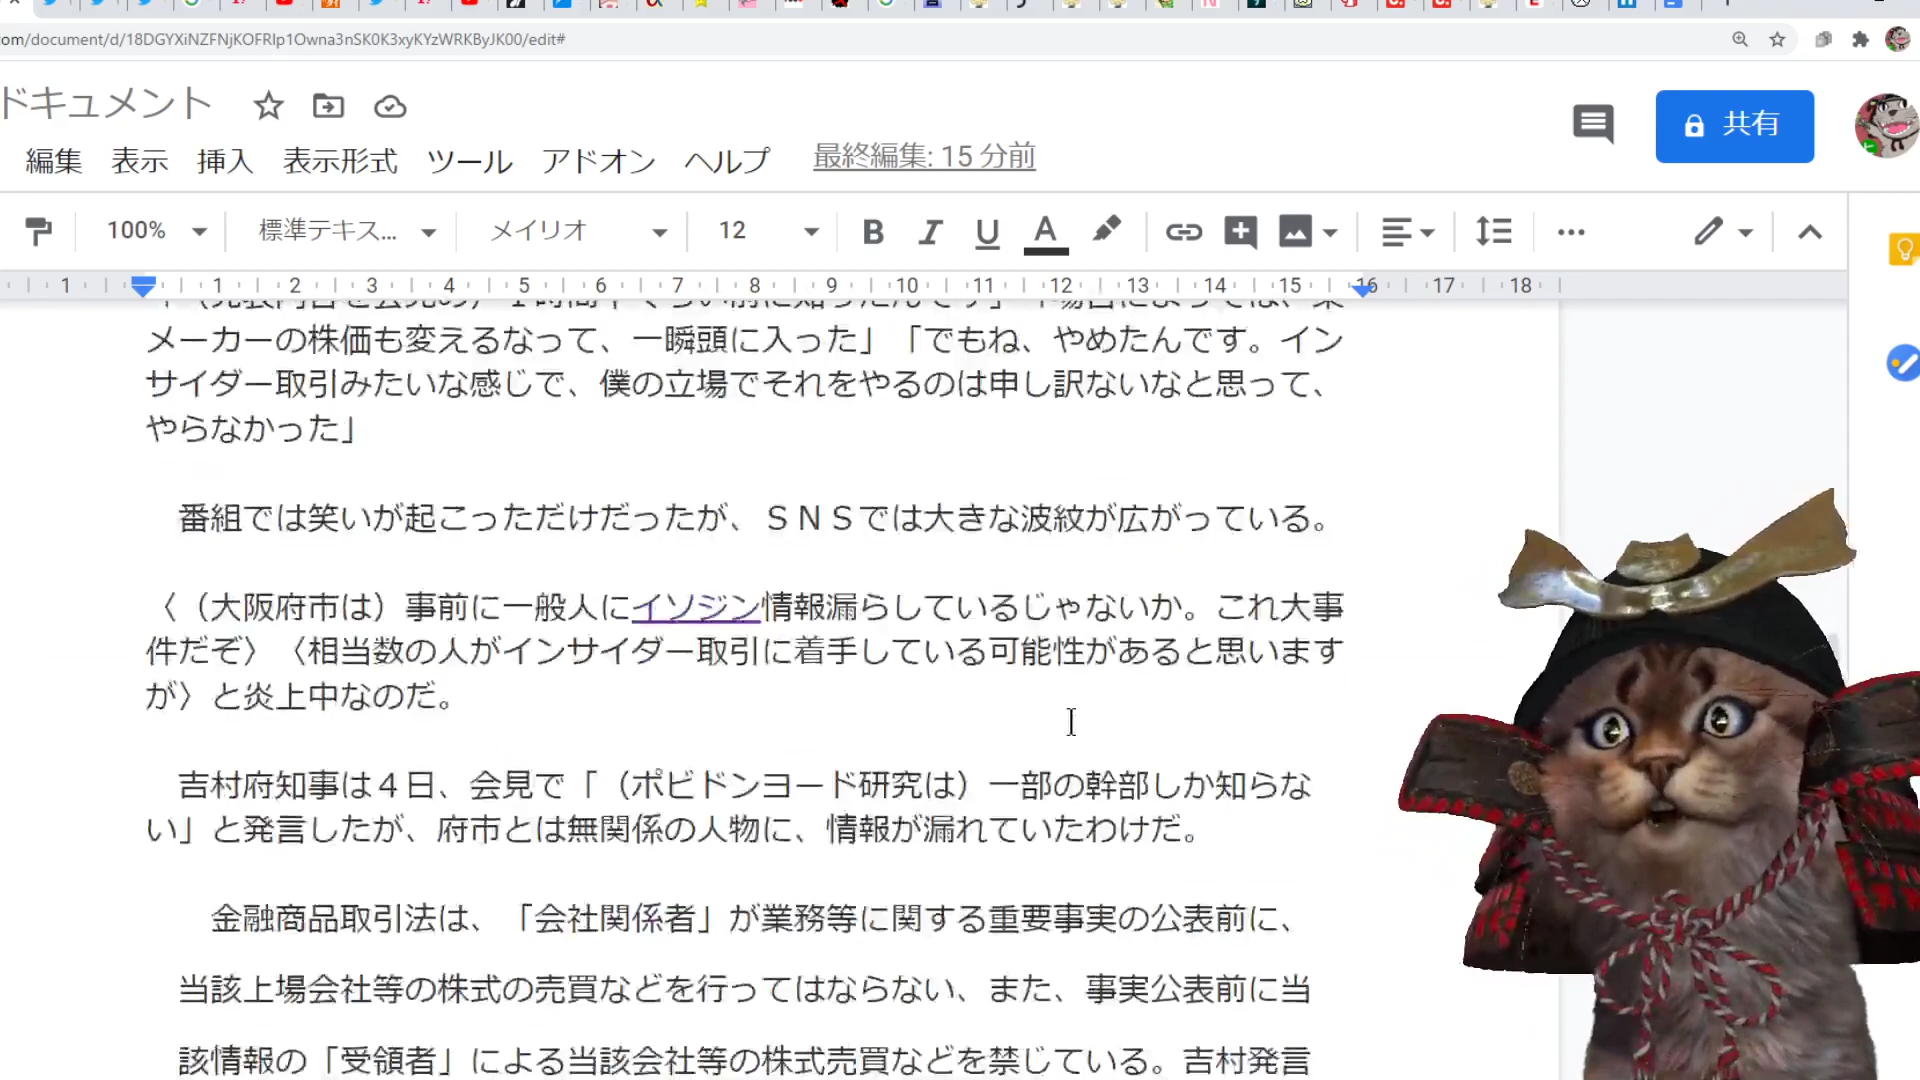 com/document/d/18DGYXiNZFNjKOFRlp1Owna3nSK0K3xyKYzWRKByJK00/edit#
ドキュメント
共有
編集 表示 挿入 表示形式 ツール アドオン ヘルプ 最終編集: 15 分前
100% 標準テキス... メイリオ 12
1 1 2 3 4 5 6 7 8 9 10 11 12 13 14 15 16 17 18
メーカーの株価も変えるなって、一瞬頭に入った」「でもね、やめたんです。イン
サイダー取引みたいな感じで、僕の立場でそれをやるのは申し訳ないなと思って、
やらなかった」
番組では笑いが起こっただけだったが、ＳＮＳでは大きな波紋が広がっている。
〈（大阪府市は）事前に一般人にイソジン情報漏らしているじゃないか。これ大事
件だぞ〉〈相当数の人がインサイダー取引に着手している可能性があると思います
が〉と炎上中なのだ。
吉村府知事は４日、会見で「（ポビドンヨード研究は）一部の幹部しか知らな
い」と発言したが、府市とは無関係の人物に、情報が漏れていたわけだ。
金融商品取引法は、「会社関係者」が業務等に関する重要事実の公表前に、
当該上場会社等の株式の売買などを行ってはならない、また、事実公表前に当
該情報の「受領者」による当該会社等の株式売買などを禁じている。吉村発言